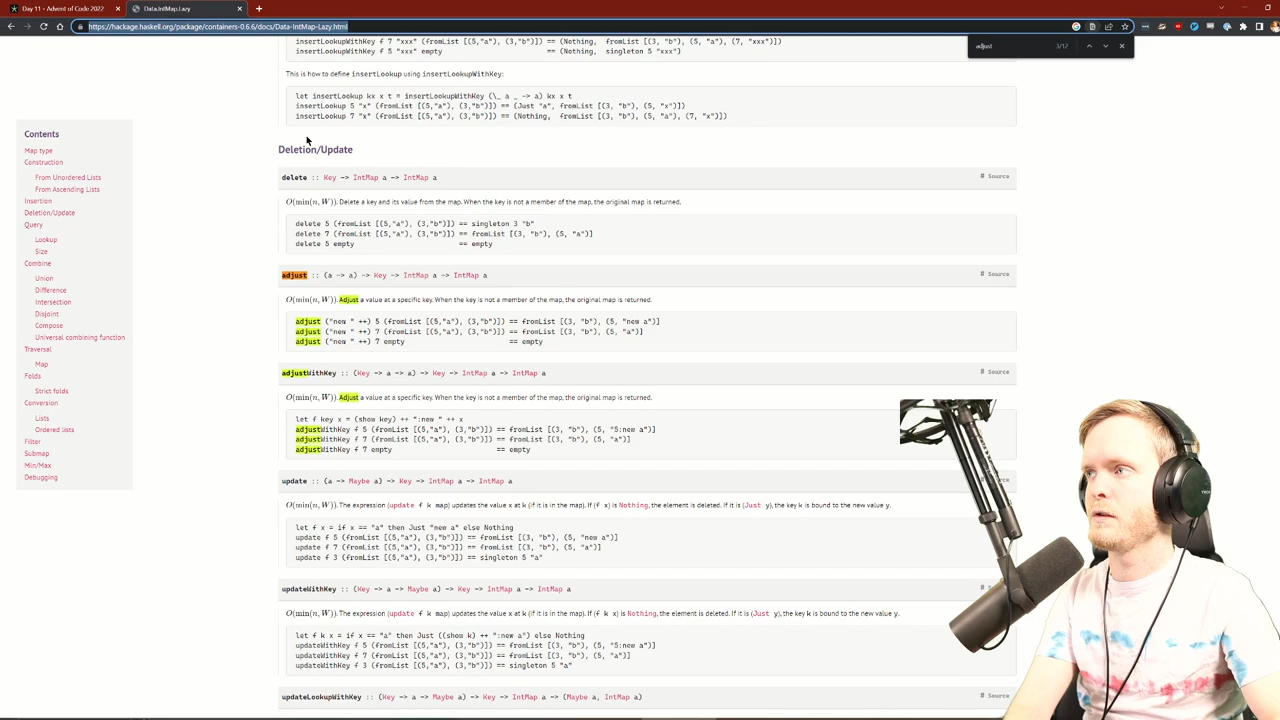 Day 11 - Advent of Code 2022
Data.IntMap.Lazy
https://hackage.haskell.org/package/containers-0.6.6/docs/Data-IntMap-Lazy.html
adjust 3/12
insertLookupWithKey f 7 "xxx" (fromList [(5,"a"), (3,"b")]) == (Nothing, fromList [(3, "b"), (5, "a"), (7, "xxx")])
insertLookupWithKey f 5 "xxx" empty == (Nothing, singleton 5 "xxx")
This is how to define insertLookup using insertLookupWithKey:
let insertLookup kx x t = insertLookupWithKey (\_ a _ -> a) kx x t
insertLookup 5 "x" (fromList [(5,"a"), (3,"b")]) == (Just "a", fromList [(3, "b"), (5, "x")])
insertLookup 7 "x" (fromList [(5,"a"), (3,"b")]) == (Nothing, fromList [(3, "b"), (5, "a"), (7, "x")])
Contents
Map type
Construction
From Unordered Lists
From Ascending Lists
Insertion
Deletion/Update
Query
Lookup
Size
Combine
Union
Difference
Intersection
Disjoint
Compose
Universal combining function
Traversal
Map
Folds
Strict folds
Conversion
Lists
Ordered lists
Filter
Submap
Min/Max
Debugging
Deletion/Update
delete :: Key -> IntMap a -> IntMap a # Source
O(min(n, W)). Delete a key and its value from the map. When the key is not a member of the map, the original map is returned.
delete 5 (fromList [(5,"a"), (3,"b")]) == singleton 3 "b"
delete 7 (fromList [(5,"a"), (3,"b")]) == fromList [(3, "b"), (5, "a")]
delete 5 empty == empty
adjust :: (a -> a) -> Key -> IntMap a -> IntMap a # Source
O(min(n, W)). Adjust a value at a specific key. When the key is not a member of the map, the original map is returned.
adjust ("new " ++) 5 (fromList [(5,"a"), (3,"b")]) == fromList [(3, "b"), (5, "new a")]
adjust ("new " ++) 7 (fromList [(5,"a"), (3,"b")]) == fromList [(3, "b"), (5, "a")]
adjust ("new " ++) 7 empty == empty
adjustWithKey :: (Key -> a -> a) -> Key -> IntMap a -> IntMap a # Source
O(min(n, W)). Adjust a value at a specific key. When the key is not a member of the map, the original map is returned.
let f key x = (show key) ++ ":new " ++ x
adjustWithKey f 5 (fromList [(5,"a"), (3,"b")]) == fromList [(3, "b"), (5, "5:new a")]
adjustWithKey f 7 (fromList [(5,"a"), (3,"b")]) == fromList [(3, "b"), (5, "a")]
adjustWithKey f 7 empty == empty
update :: (a -> Maybe a) -> Key -> IntMap a -> IntMap a
O(min(n, W)). The expression (update f k map) updates the value x at k (if it is in the map). If (f x) is Nothing, the element is deleted. If it is (Just y), the key k is bound to the new value y.
let f x = if x == "a" then Just "new a" else Nothing
update f 5 (fromList [(5,"a"), (3,"b")]) == fromList [(3, "b"), (5, "new a")]
update f 7 (fromList [(5,"a"), (3,"b")]) == fromList [(3, "b"), (5, "a")]
update f 3 (fromList [(5,"a"), (3,"b")]) == singleton 5 "a"
updateWithKey :: (Key -> a -> Maybe a) -> Key -> IntMap a -> IntMap a # Source
O(min(n, W)). The expression (update f k map) updates the value x at k (if it is in the map). If (f k x) is Nothing, the element is deleted. If it is (Just y), the key k is bound to the new value y.
let f k x = if x == "a" then Just ((show k) ++ ":new a") else Nothing
updateWithKey f 5 (fromList [(5,"a"), (3,"b")]) == fromList [(3, "b"), (5, "5:new a")]
updateWithKey f 7 (fromList [(5,"a"), (3,"b")]) == fromList [(3, "b"), (5, "a")]
updateWithKey f 3 (fromList [(5,"a"), (3,"b")]) == singleton 5 "a"
updateLookupWithKey :: (Key -> a -> Maybe a) -> Key -> IntMap a -> (Maybe a, IntMap a) # Source